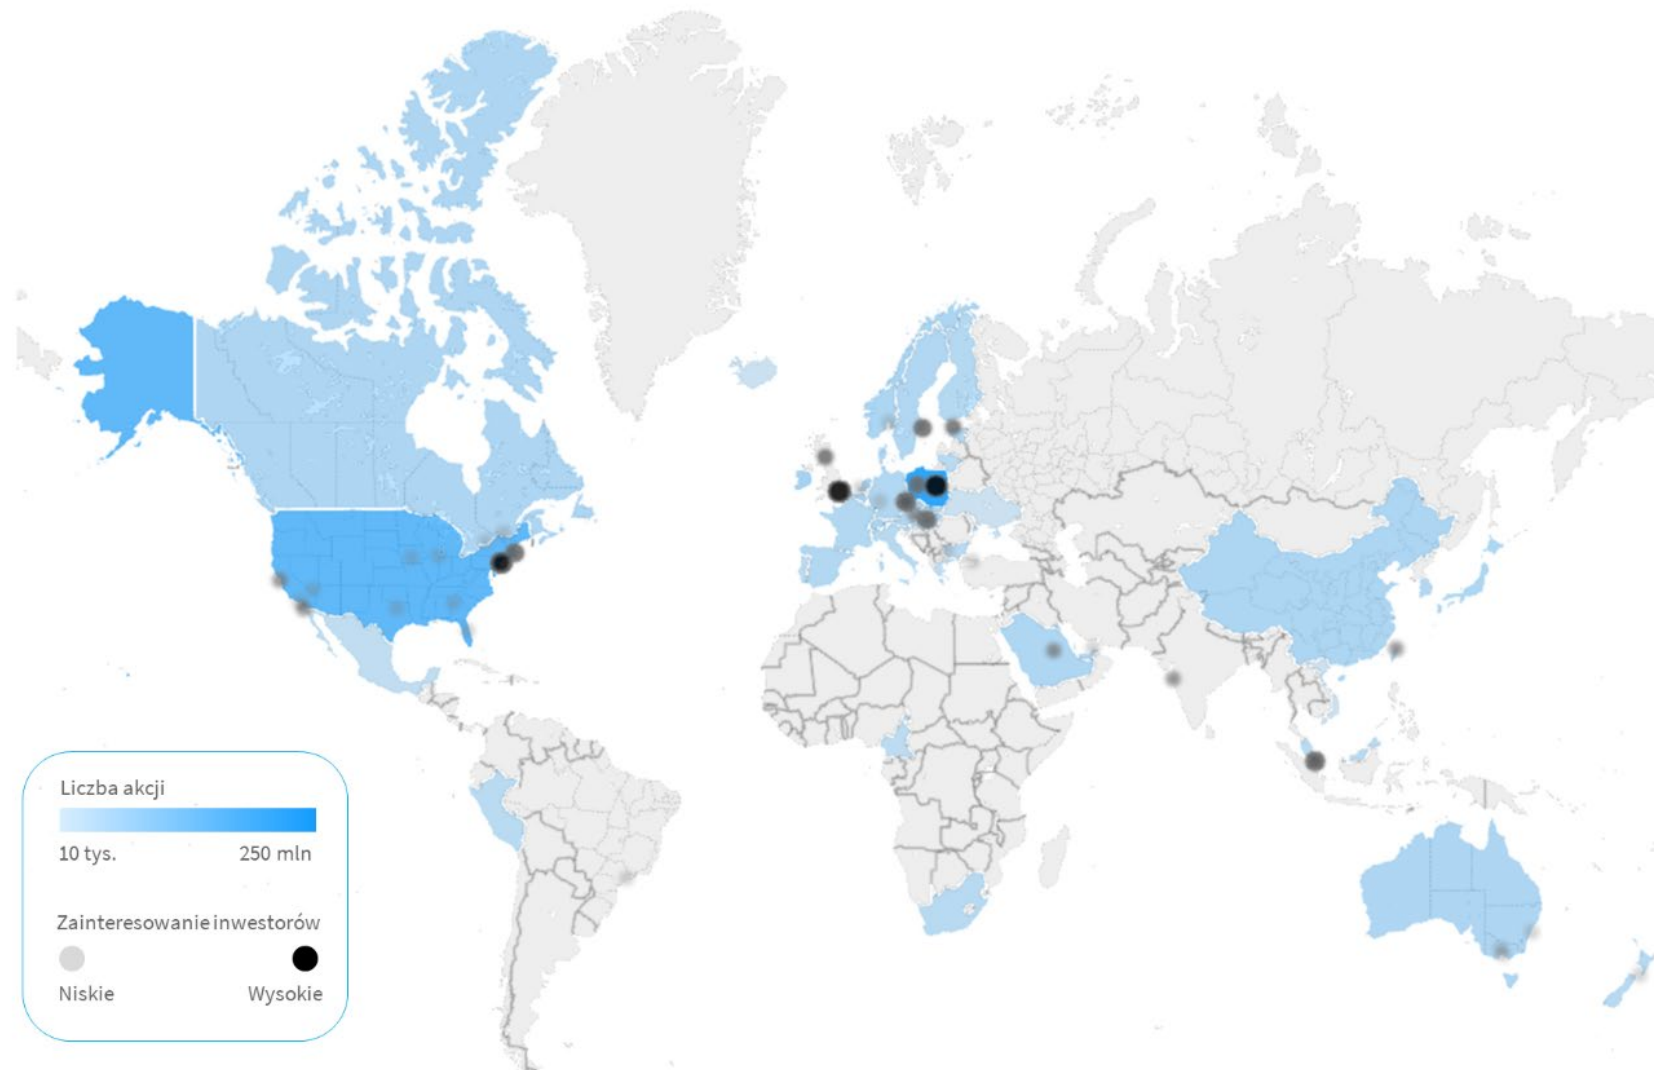 Liczba akcji
10 tys. 250 mln
Zainteresowanie inwestorów
Niskie Wysokie